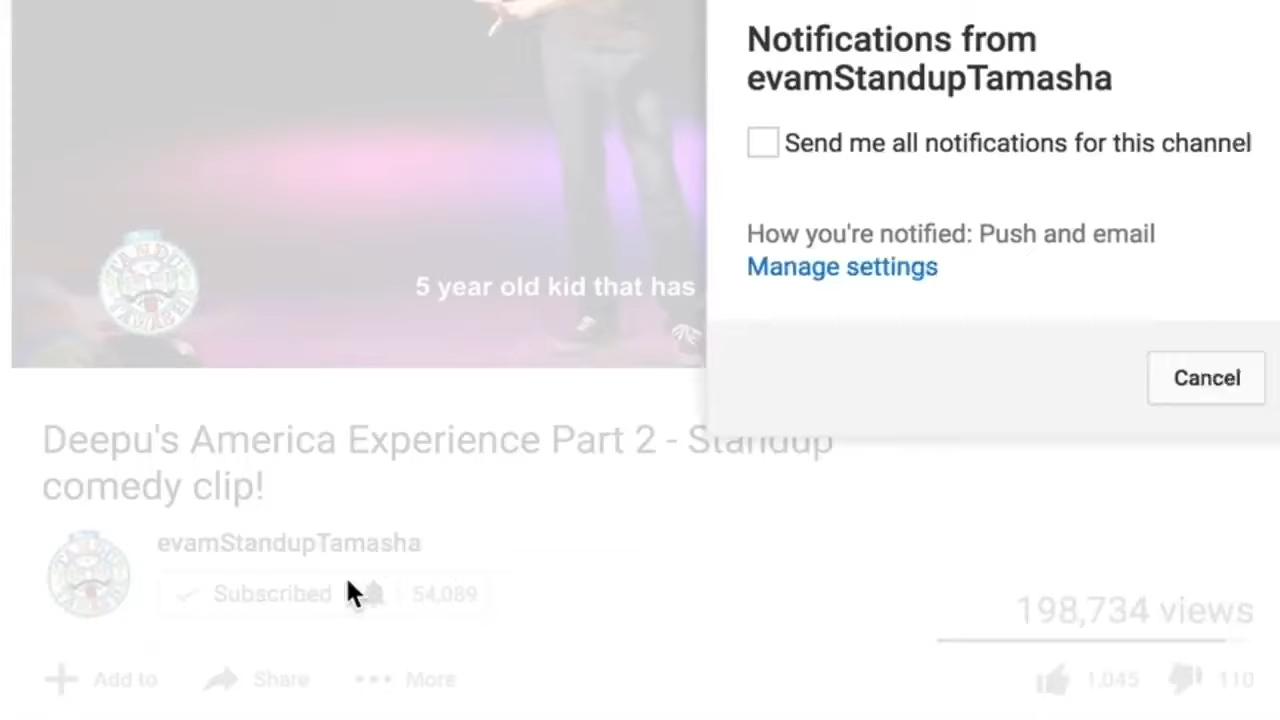 Notifications from
evamStandupTamasha
Send me all notifications for this channel
How you're notified: Push and email
Manage settings
Cancel
5 year old kid that has
Deepu's America Experience Part 2 - Standup
comedy clip!
evamStandupTamasha
Subscribed 54,089
198,734 views
Add to Share More
1,045 110